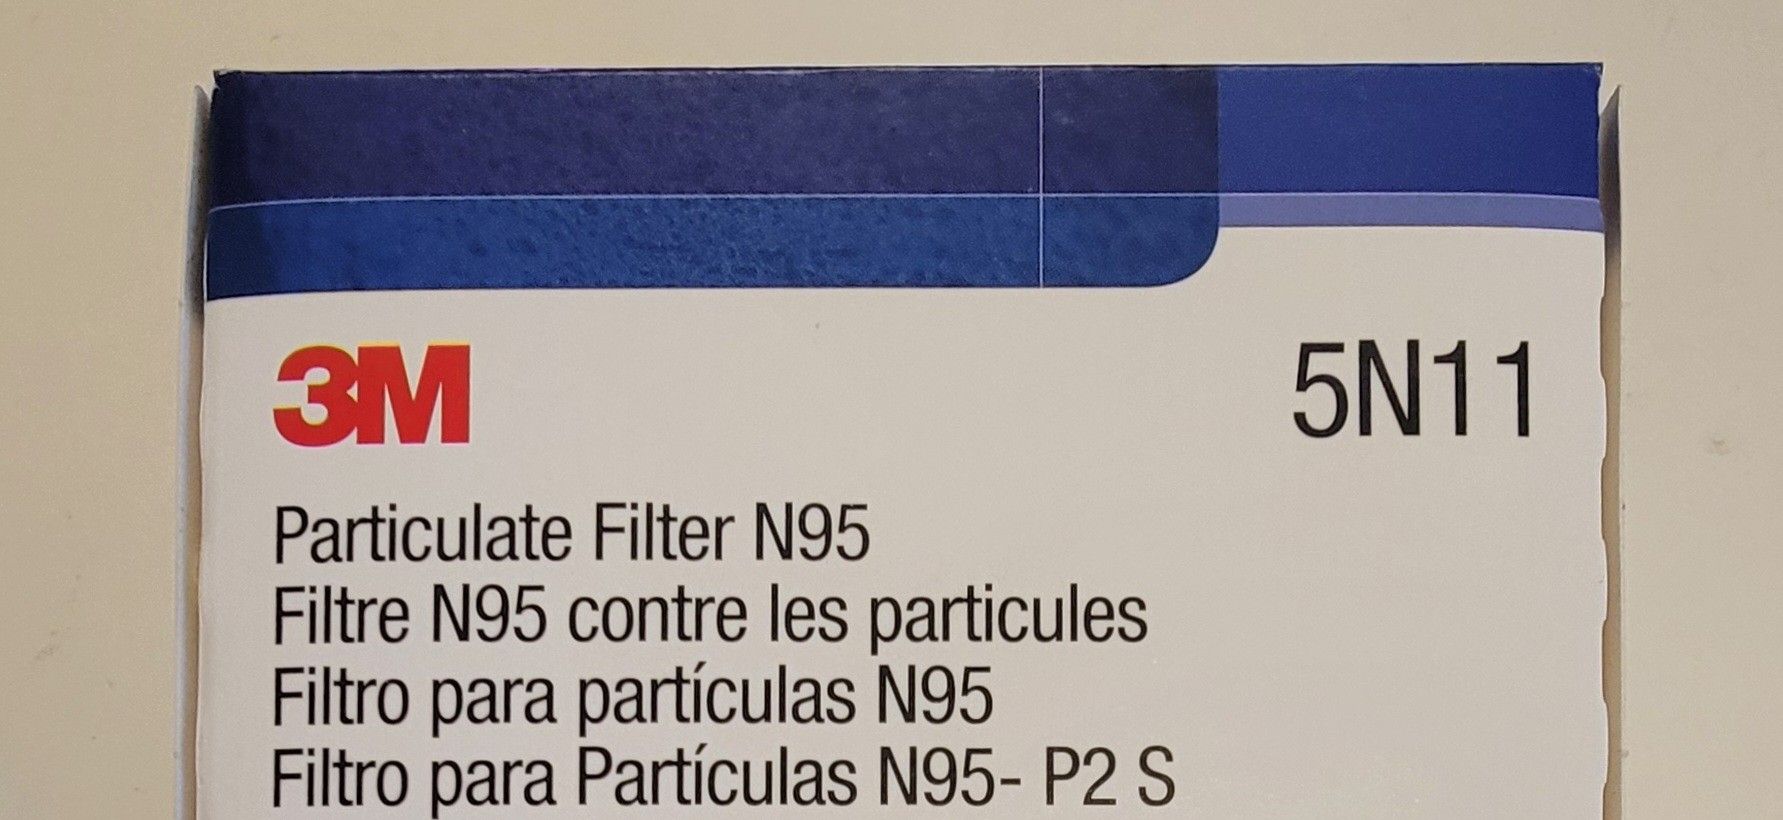 3M
5N11
Particulate Filter N95
Filtre N95 contre les particules
Filtro para partículas N95
Filtro para Partículas N95- P2 S